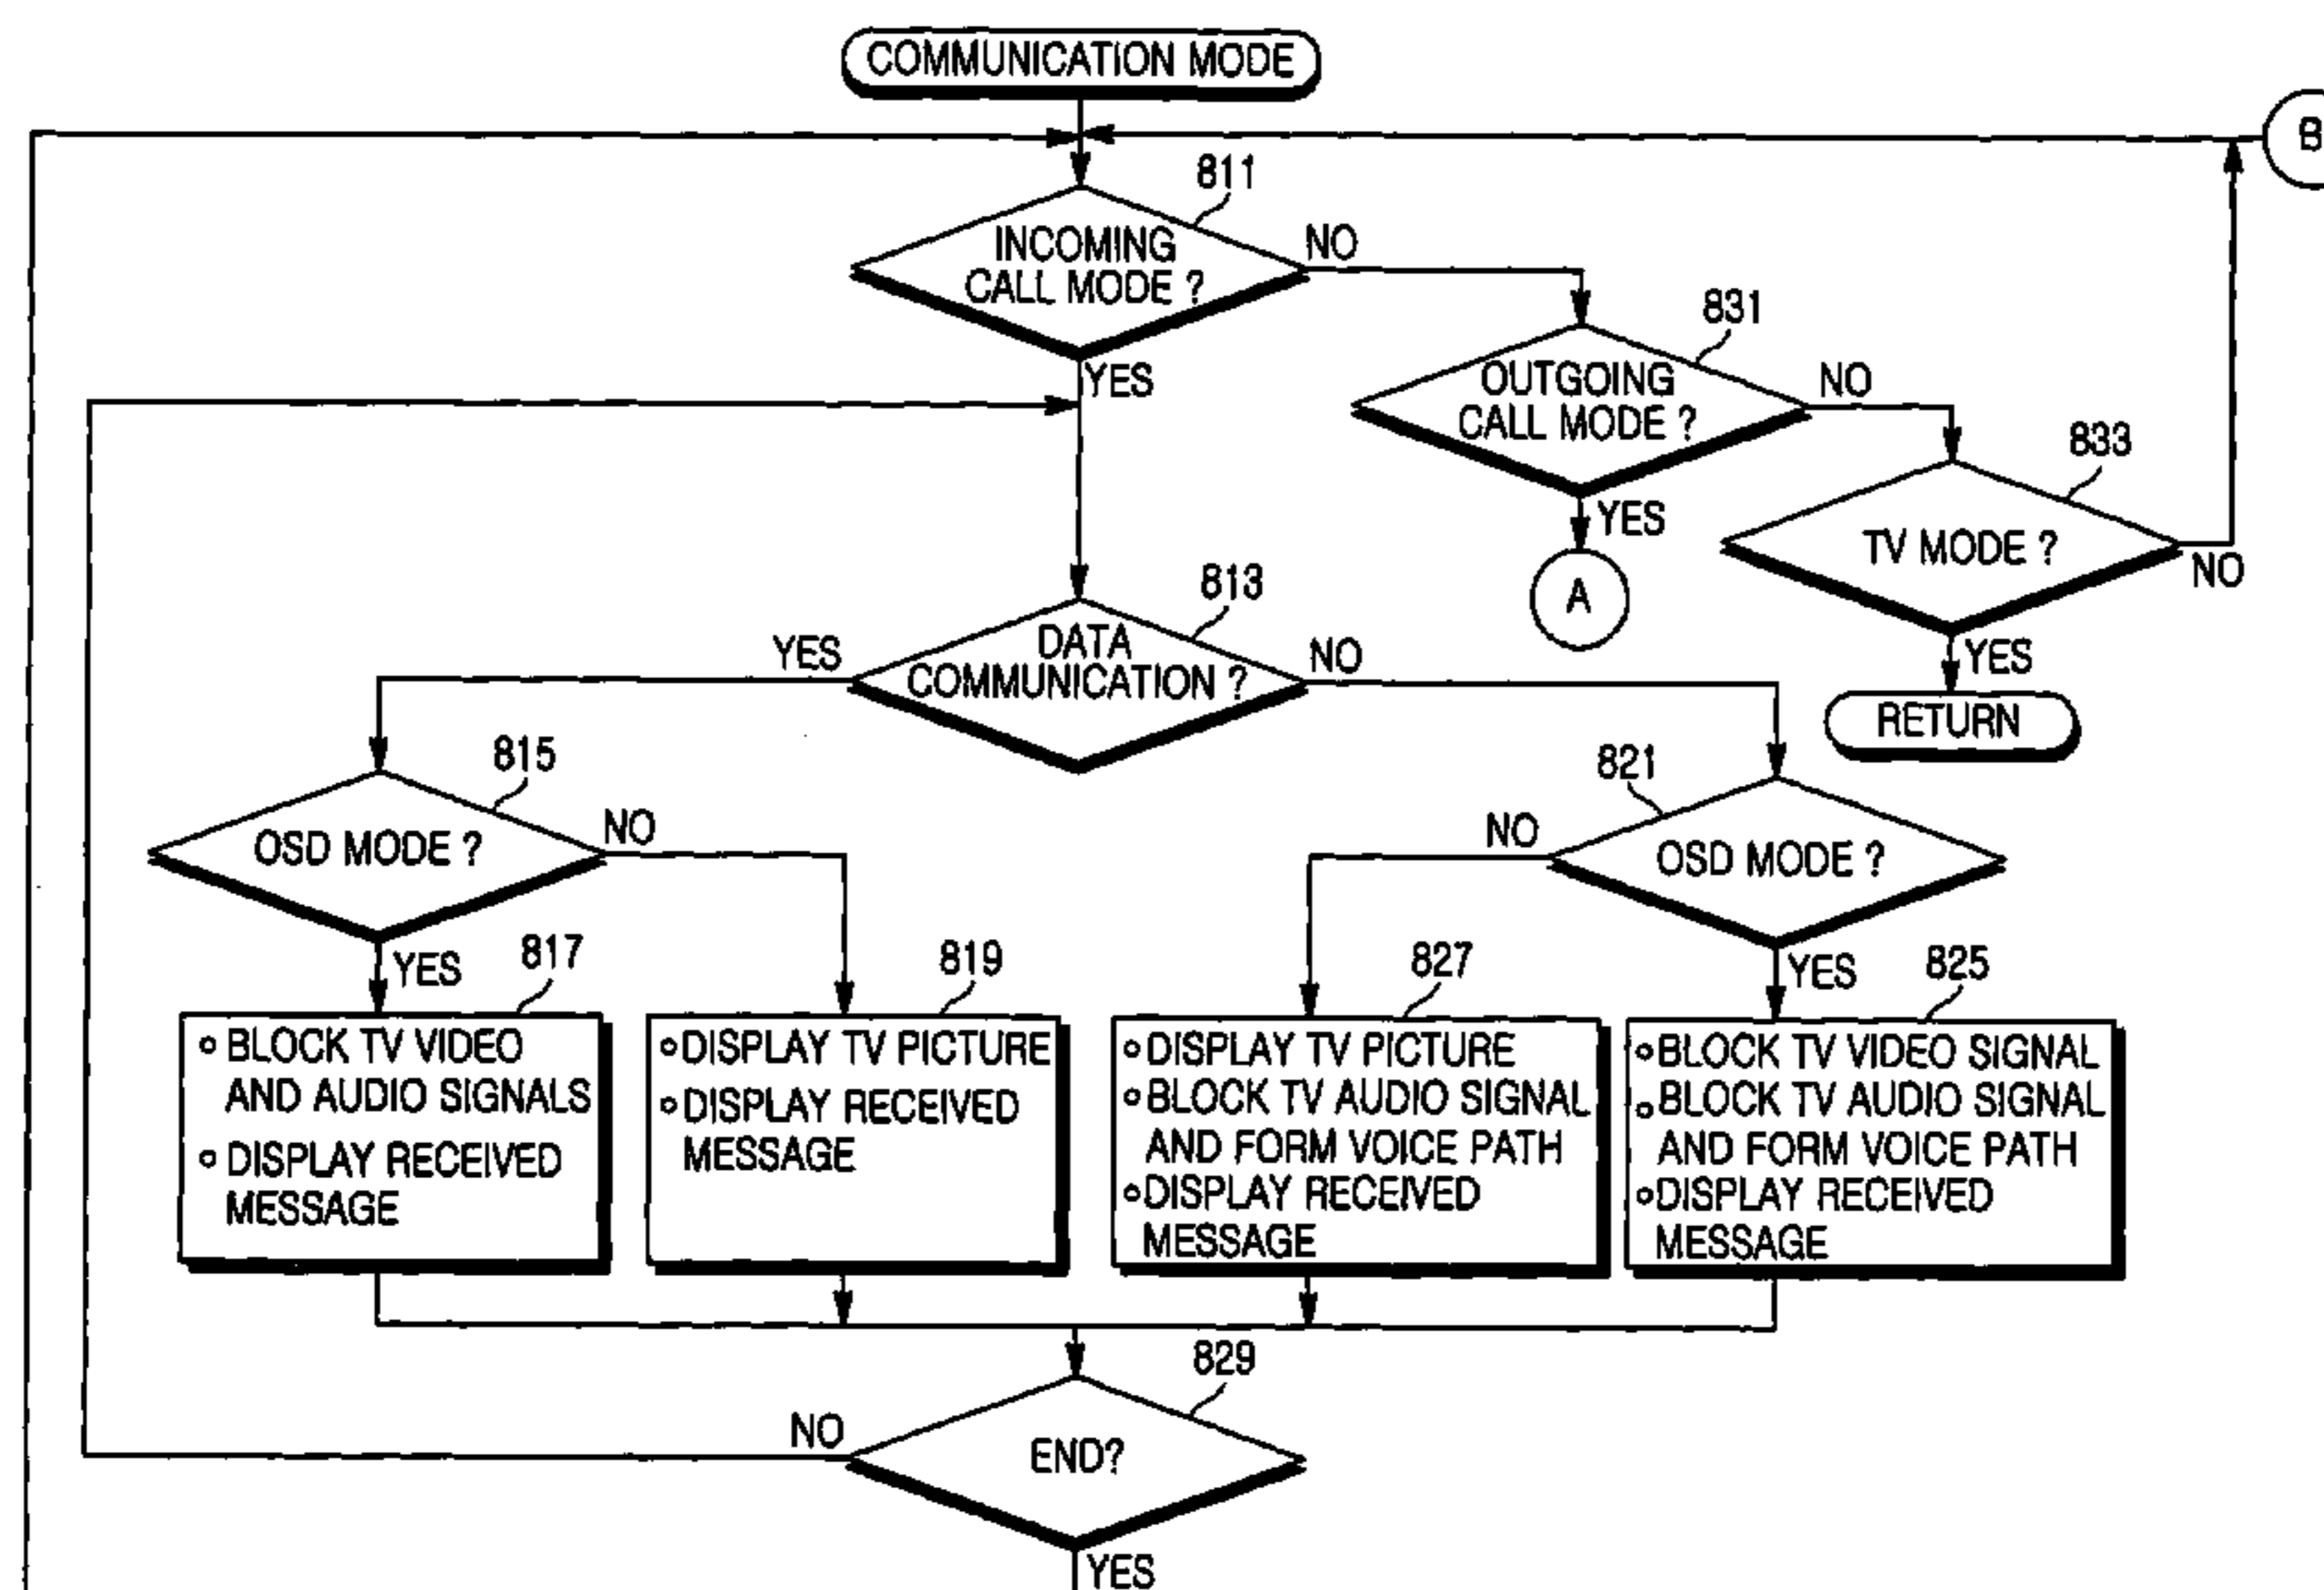 COMMUNICATION MODE
B
811
INCOMING
CALL MODE ?
NO
YES
831
OUTGOING
CALL MODE ?
NO
YES
A
833
TV MODE ?
NO
YES
RETURN
813
DATA
COMMUNICATION ?
YES
NO
815
OSD MODE ?
NO
YES
821
OSD MODE ?
NO
YES
817
BLOCK TV VIDEO
AND AUDIO SIGNALS
DISPLAY RECEIVED
MESSAGE
819
DISPLAY TV PICTURE
DISPLAY RECEIVED
MESSAGE
827
DISPLAY TV PICTURE
BLOCK TV AUDIO SIGNAL
AND FORM VOICE PATH
DISPLAY RECEIVED
MESSAGE
825
BLOCK TV VIDEO SIGNAL
BLOCK TV AUDIO SIGNAL
AND FORM VOICE PATH
DISPLAY RECEIVED
MESSAGE
829
END?
NO
YES